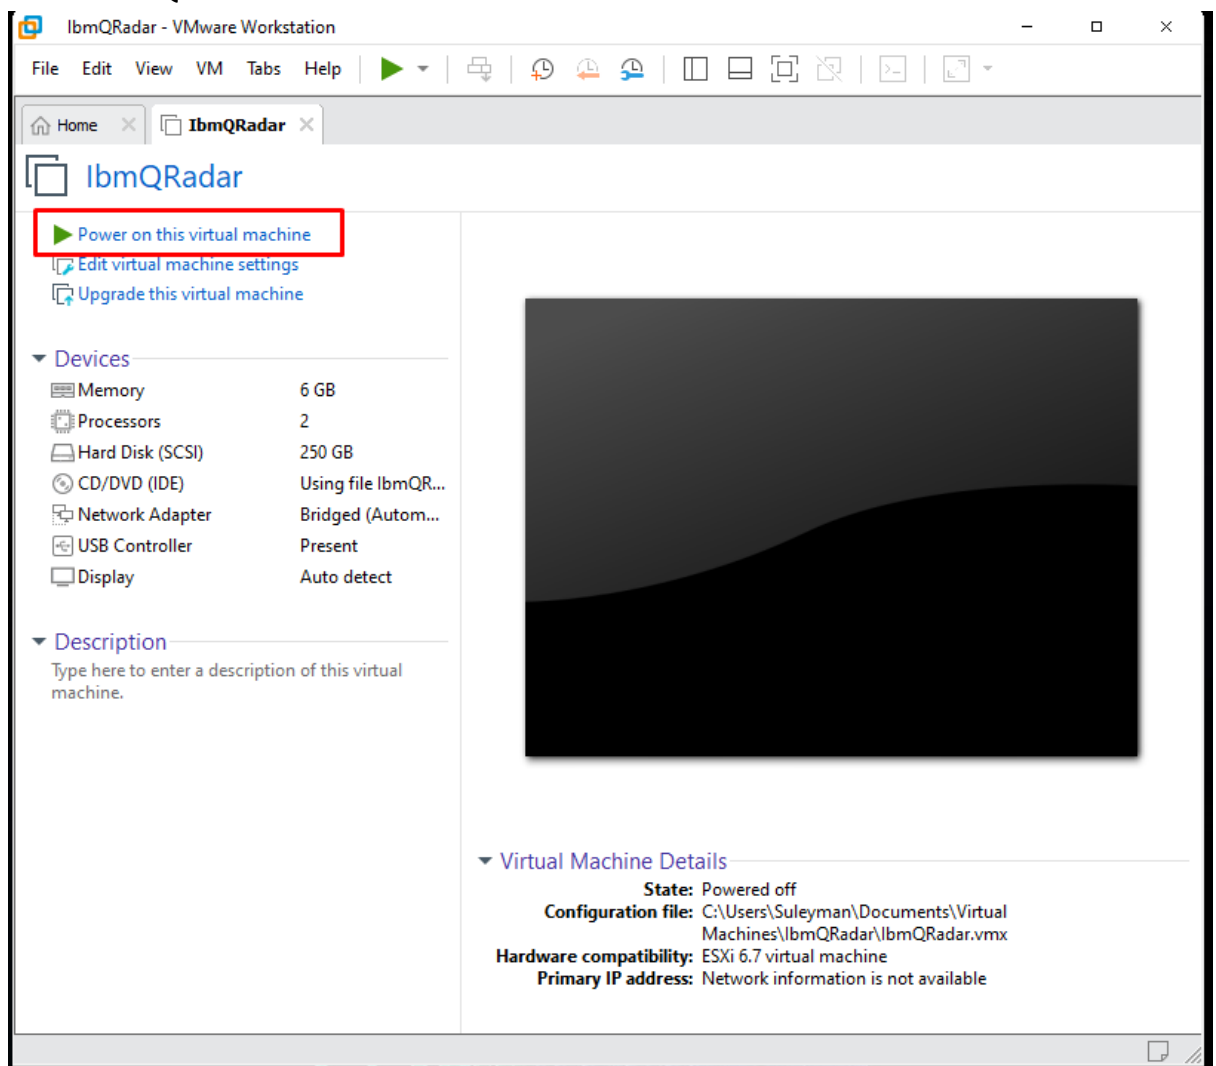 IbmQRadar - VMware Workstation
File Edit View VM Tabs Help
Home
IbmQRadar
IbmQRadar
Power on this virtual machine
Edit virtual machine settings
Upgrade this virtual machine
Devices
Memory 6 GB
Processors 2
Hard Disk (SCSI) 250 GB
CD/DVD (IDE) Using file IbmQR...
Network Adapter Bridged (Autom...
USB Controller Present
Display Auto detect
Description
Type here to enter a description of this virtual
machine.
Virtual Machine Details
State: Powered off
Configuration file: C:\Users\Suleyman\Documents\Virtual
Machines\IbmQRadar\IbmQRadar.vmx
Hardware compatibility: ESXi 6.7 virtual machine
Primary IP address: Network information is not available